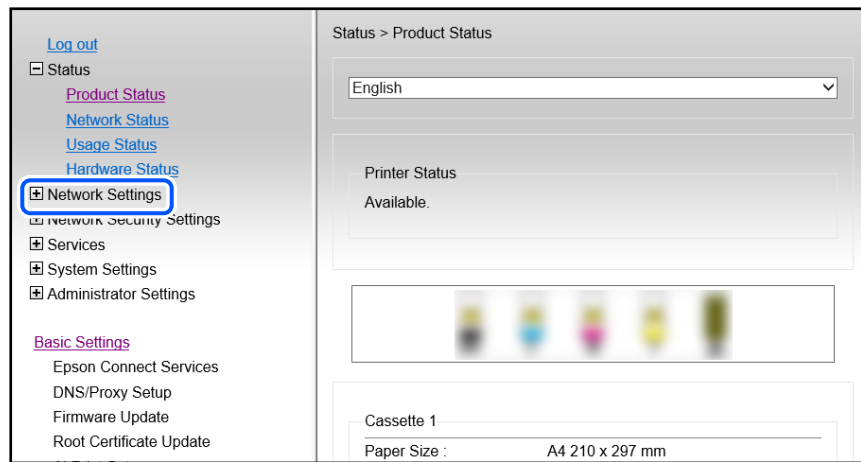 Log out
Status
Product Status
Network Status
Usage Status
Hardware Status
Network Settings
Network Security Settings
Services
System Settings
Administrator Settings
Basic Settings
Epson Connect Services
DNS/Proxy Setup
Firmware Update
Root Certificate Update
Status > Product Status
English
Printer Status
Available.
Cassette 1
Paper Size : A4 210 x 297 mm